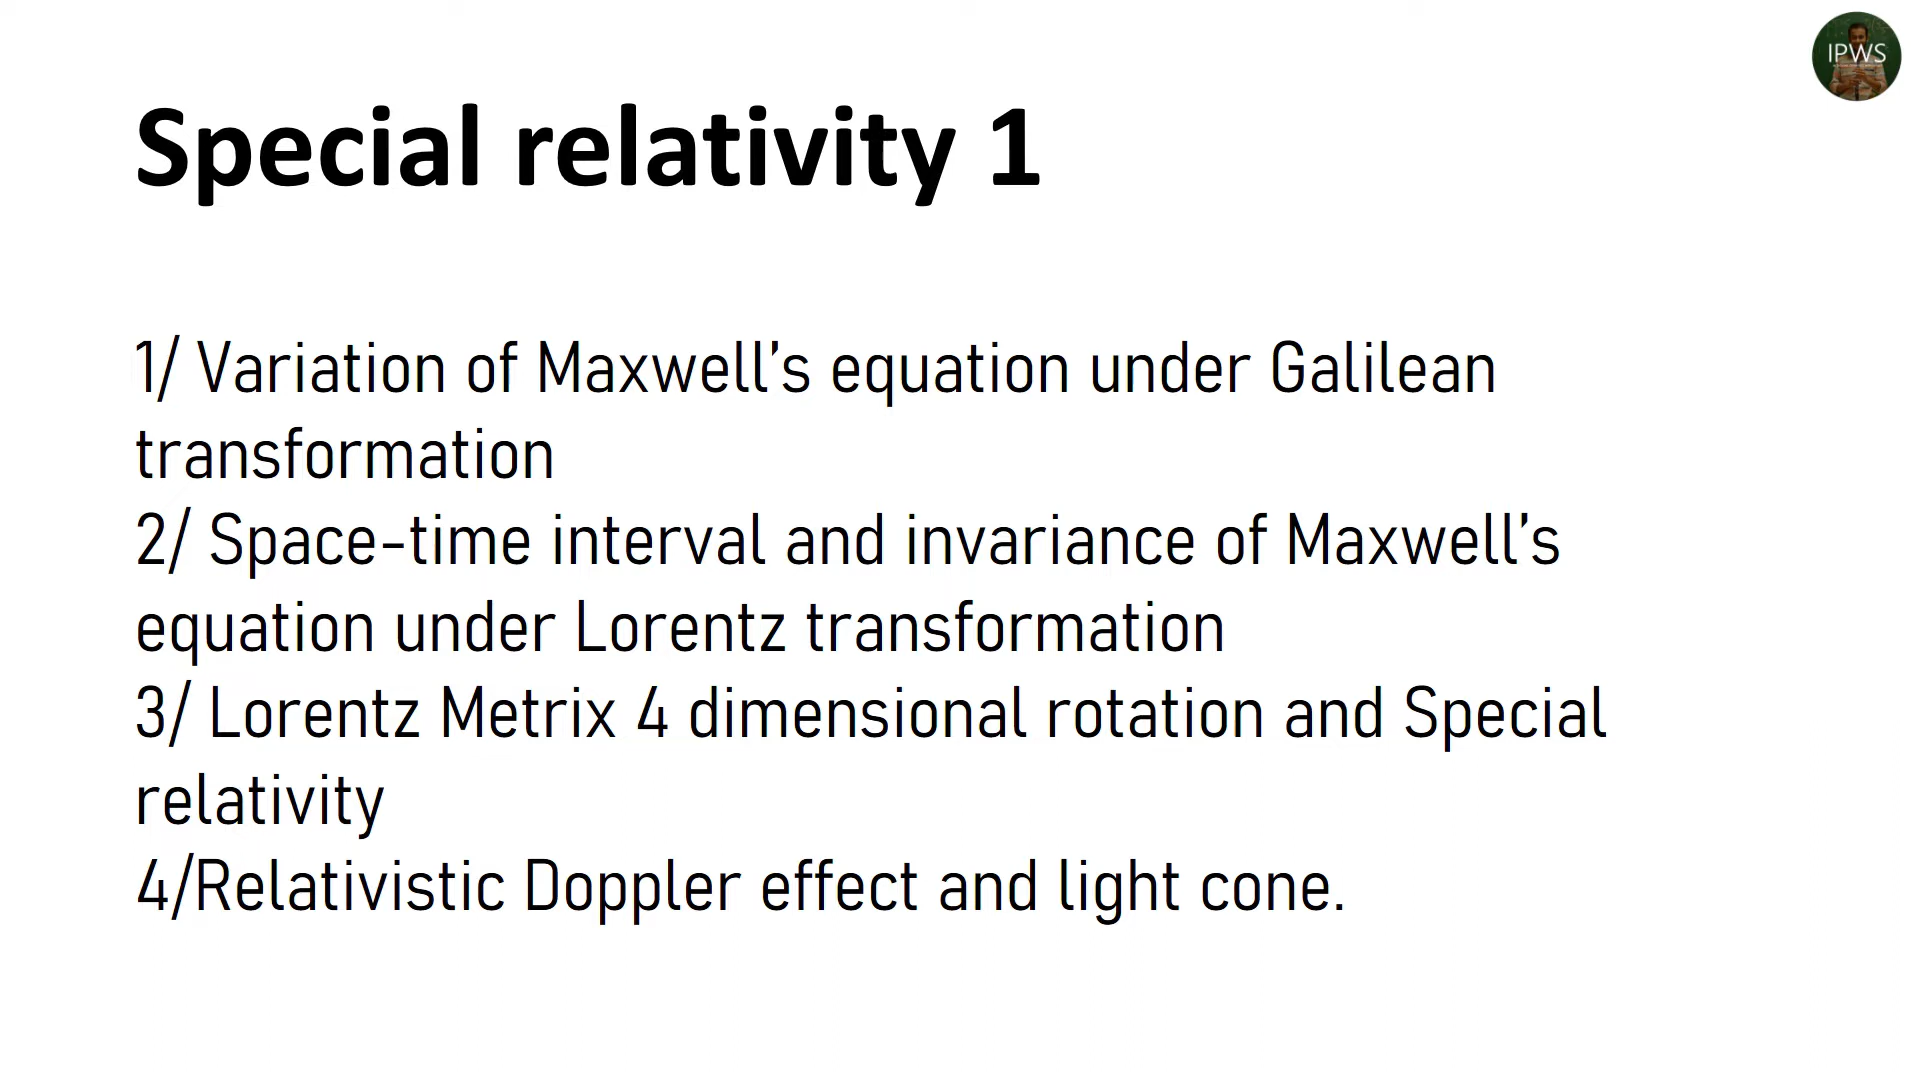 IPWS
Special relativity 1
1/ Variation of Maxwell’s equation under Galilean
transformation
2/ Space-time interval and invariance of Maxwell’s
equation under Lorentz transformation
3/ Lorentz Metrix 4 dimensional rotation and Special
relativity
4/Relativistic Doppler effect and light cone.